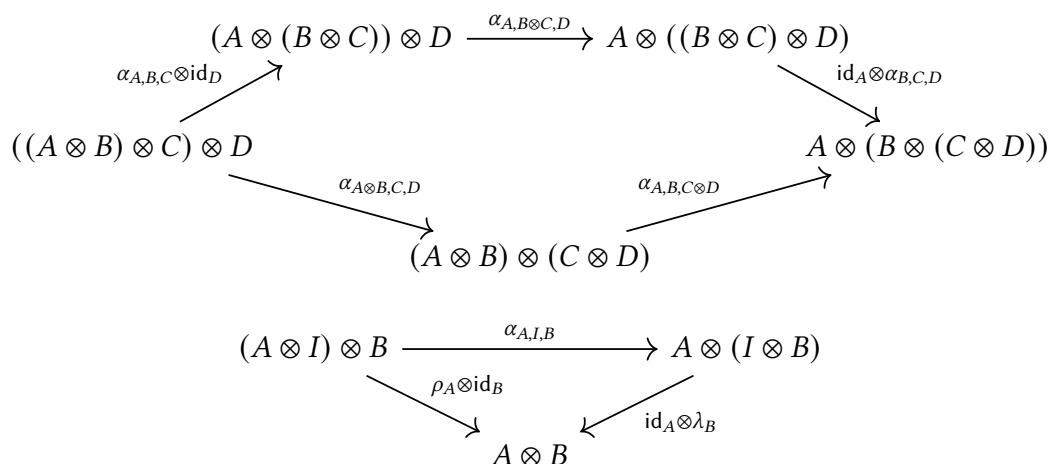 (A ⊗ (B ⊗ C)) ⊗ D α_{A,B⊗C,D} A ⊗ ((B ⊗ C) ⊗ D)
α_{A,B,C}⊗id_D id_A⊗α_{B,C,D}
((A ⊗ B) ⊗ C) ⊗ D A ⊗ (B ⊗ (C ⊗ D))
α_{A⊗B,C,D} α_{A,B,C⊗D}
(A ⊗ B) ⊗ (C ⊗ D)
(A ⊗ I) ⊗ B α_{A,I,B} A ⊗ (I ⊗ B)
ρ_A⊗id_B id_A⊗λ_B
A ⊗ B